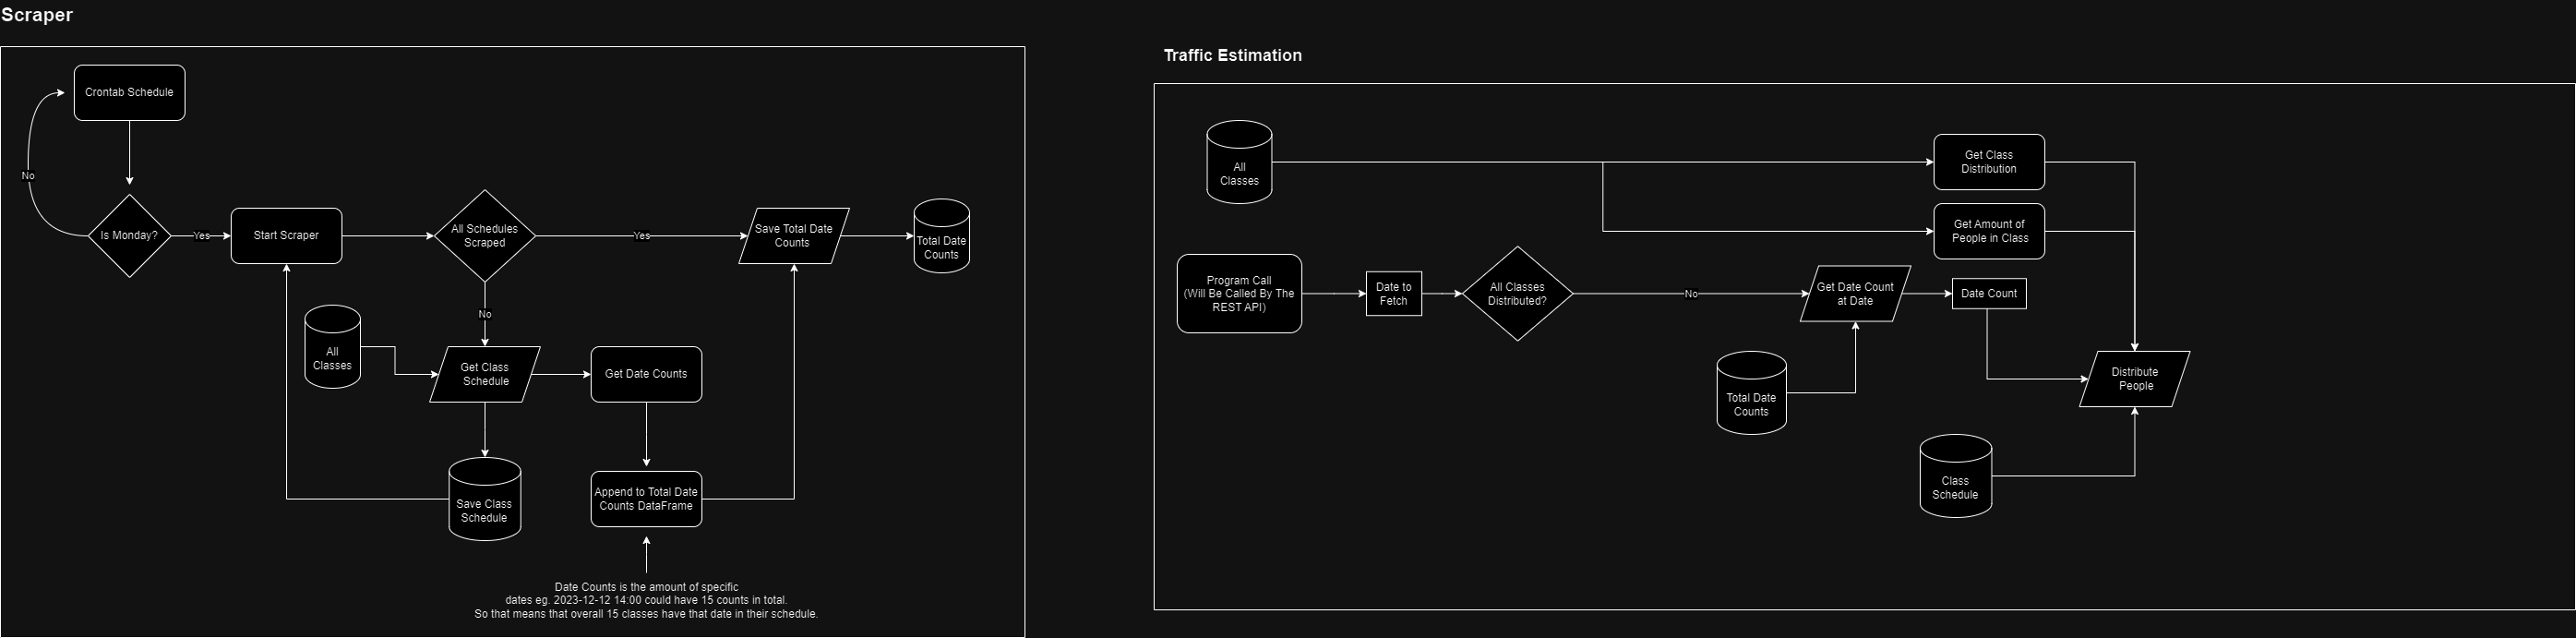 Scraper
Crontab Schedule
No
Is Monday?
Yes
Start Scraper
All Schedules
Scraped
Yes
Save Total Date
Counts
Total Date
Counts
No
All
Classes
Get Class
Schedule
Get Date Counts
Save Class
Schedule
Append to Total Date
Counts DataFrame
Date Counts is the amount of specific
dates eg. 2023-12-12 14:00 could have 15 counts in total.
So that means that overall 15 classes have that date in their schedule.
Traffic Estimation
All
Classes
Get Class
Distribution
Get Amount of
People in Class
Program Call
(Will Be Called By The
REST API)
Date to
Fetch
All Classes
Distributed?
No
Get Date Count
at Date
Date Count
Total Date
Counts
Distribute
People
Class
Schedule